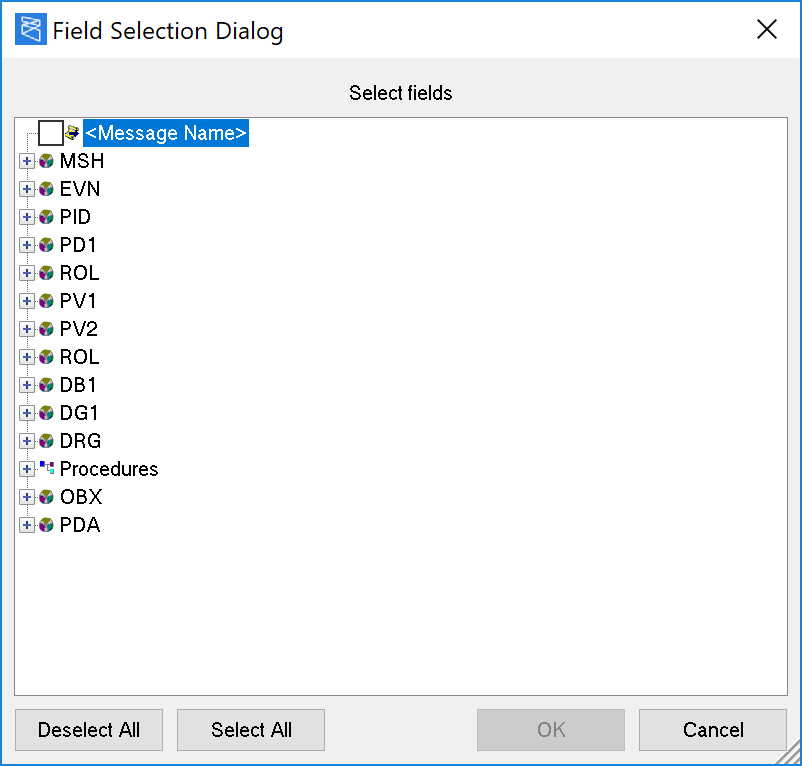 Field Selection Dialog
Select fields
<Message Name>
MSH
EVN
PID
PD1
ROL
PV1
PV2
ROL
DB1
DG1
DRG
Procedures
OBX
PDA
Deselect All Select All OK Cancel